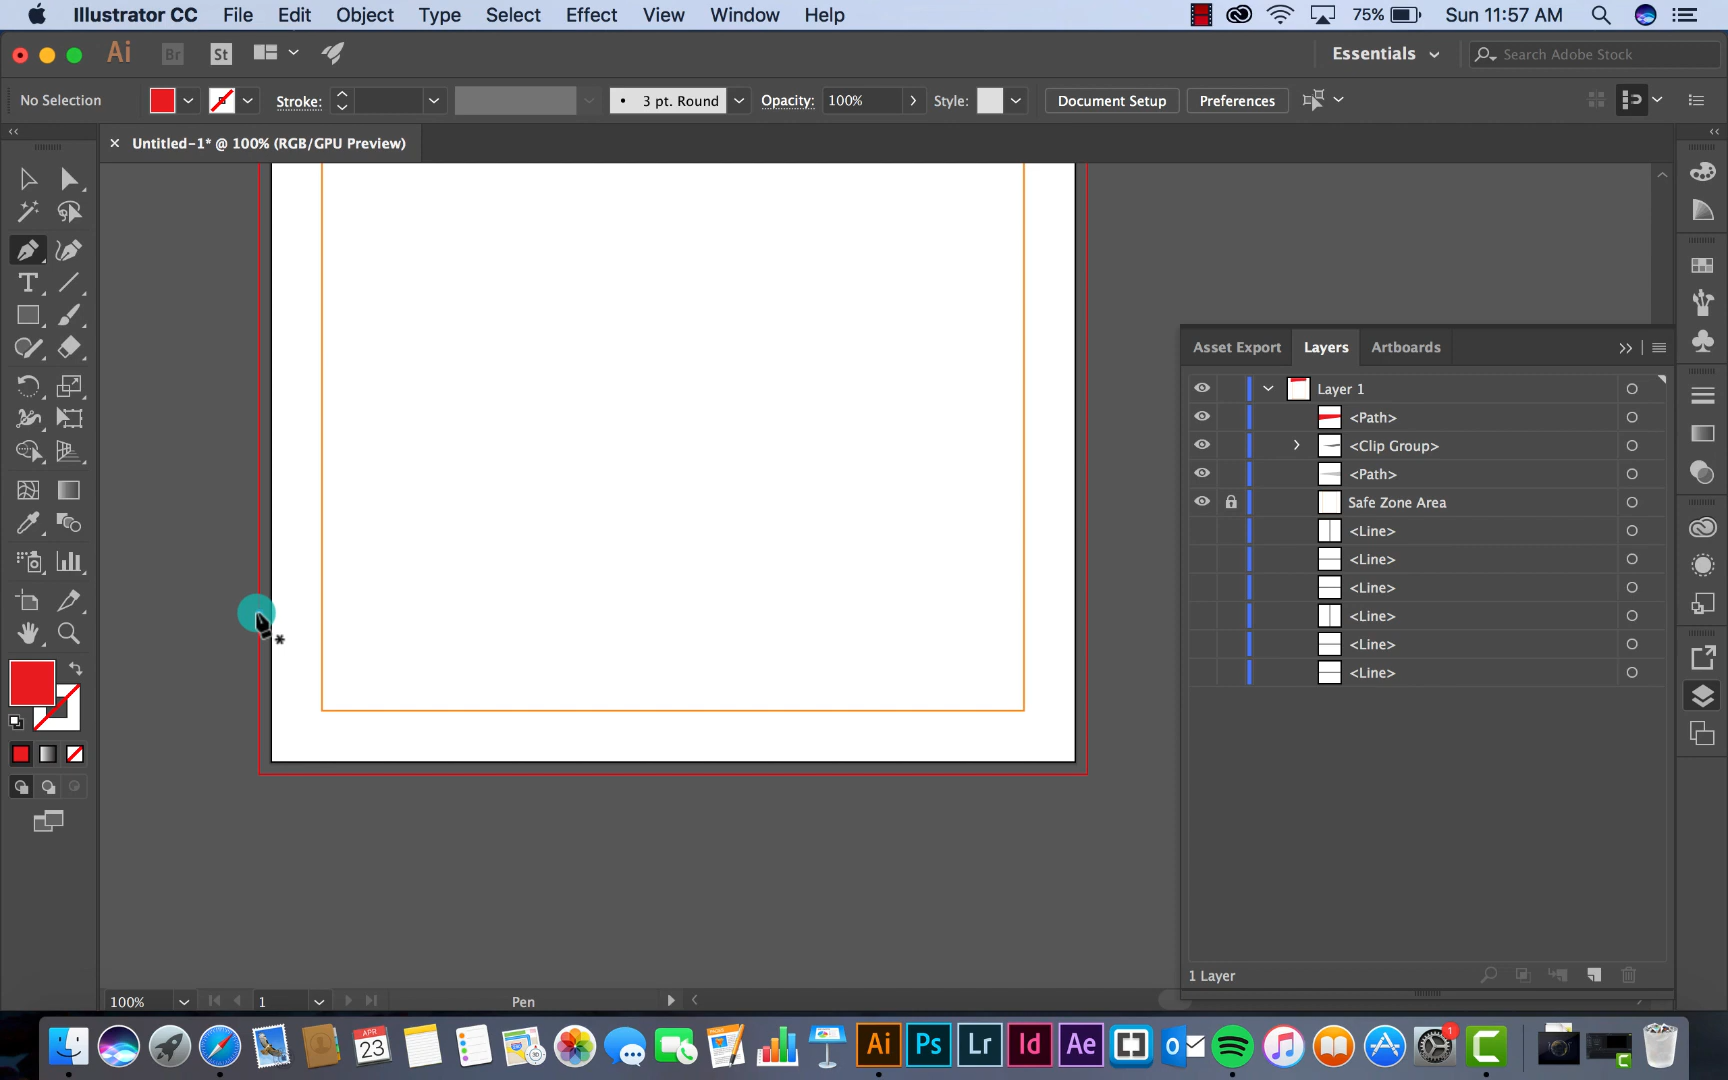 Illustrator CC File Edit Object Type Select Effect View Window Help 75% Sun 11:57 AM
Ai Br St Essentials Search Adobe Stock
No Selection Stroke: 3 pt. Round Opacity: 100% Style: Document Setup Preferences
Untitled-1* @ 100% (RGB/GPU Preview)
T
Asset Export Layers Artboards
Layer 1
<Path>
<Clip Group>
<Path>
Safe Zone Area
<Line>
<Line>
<Line>
<Line>
<Line>
<Line>
1 Layer
100% 1 Pen
APR
23
Ai Ps Lr Id Ae
1